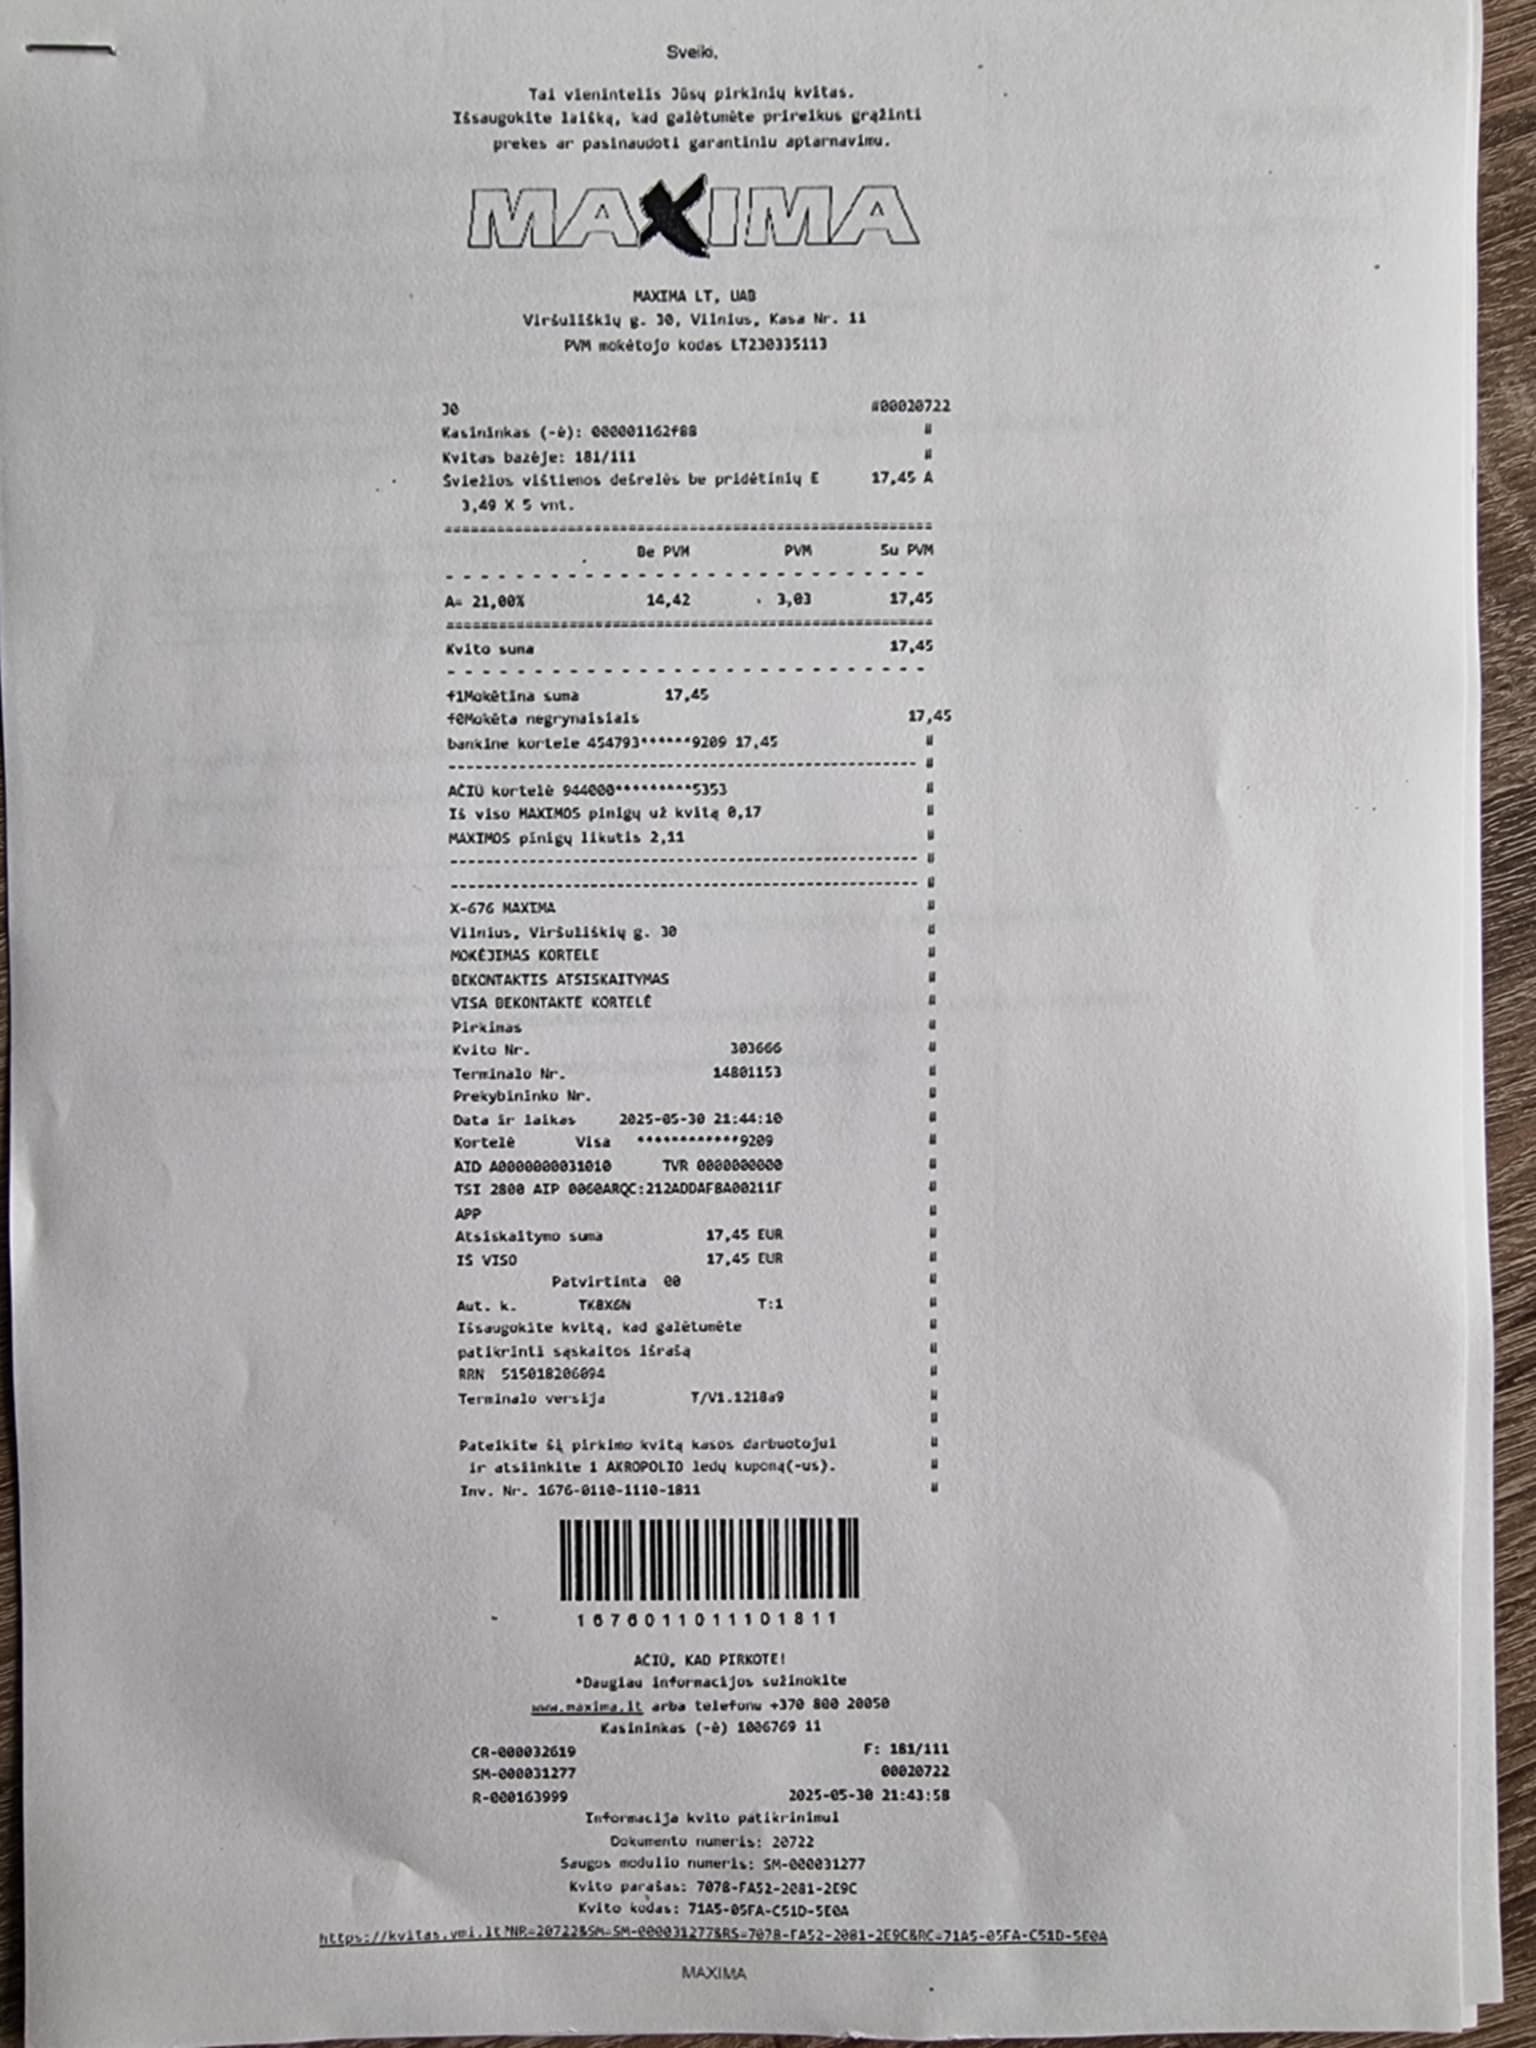 Sveiki,
Tai vienintelis Jūsų pirkinių kvitas.
Išsaugokite laišką, kad galėtumėte prireikus grąžinti
prekes ar pasinaudoti garantiniu aptarnavimu.
MAXIMA
MAXIMA LT, UAB
Viršuliškių g. 30, Vilnius, Kasa Nr. 11
PVM mokėtojo kodas LT230335113
J0 #00020722
Kasininkas (-ė): 000001162f88 #
Kvitas bazėje: 181/111 #
Šviežios vištienos dešrelės be pridėtinių E 17,45 A
3,49 X 5 vnt.
========================================================
Be PVM PVM Su PVM
- - - - - - - - - - - - - - - - - - - - - - - - - - - -
A= 21,00% 14,42 3,03 17,45
========================================================
Kvito suma 17,45
- - - - - - - - - - - - - - - - - - - - - - - - - - - -
f1Mokėtina suma 17,45
f0Mokėta negrynaisiais 17,45
bankine kortele 454793******9209 17,45 #
------------------------------------------------------ #
AČIŪ kortelė 944000*********5353 #
Iš viso MAXIMOS pinigų už kvitą 0,17 #
MAXIMOS pinigų likutis 2,11 #
------------------------------------------------------ #
------------------------------------------------------ #
X-676 MAXIMA #
Vilnius, Viršuliškių g. 30 #
MOKĖJIMAS KORTELE #
BEKONTAKTIS ATSISKAITYMAS #
VISA BEKONTAKTE KORTELĖ #
Pirkimas #
Kvito Nr. 303666 #
Terminalo Nr. 14801153 #
Prekybininko Nr. #
Data ir laikas 2025-05-30 21:44:10 #
Kortelė Visa ************9209 #
AID A0000000031010 TVR 0000000000 #
TSI 2800 AIP 0060ARQC:212ADDAFBA00211F #
APP #
Atsiskaitymo suma 17,45 EUR #
IŠ VISO 17,45 EUR #
Patvirtinta 00 #
Aut. k. TK8X6N T:1 #
Išsaugokite kvitą, kad galėtumėte #
patikrinti sąskaitos išrašą #
RRN 515018206094 #
Terminalo versija T/V1.1218a9 #
#
Pateikite šį pirkimo kvitą kasos darbuotojui #
ir atsiimkite 1 AKROPOLIO ledų kuponą(-us). #
Inv. Nr. 1676-0110-1110-1811 #
1676011011101811
AČIŪ, KAD PIRKOTE!
*Daugiau informacijos sužinokite
www.maxima.lt arba telefonu +370 800 20050
Kasininkas (-ė) 1006769 11
CR-000032619 F: 181/111
SM-000031277 00020722
R-000163999 2025-05-30 21:43:58
Informacija kvito patikrinimui
Dokumento numeris: 20722
Saugos modulio numeris: SM-000031277
Kvito parašas: 7078-FA52-2081-2E9C
Kvito kodas: 71A5-05FA-C51D-5E0A
https://kvitas.vmi.lt?NR=20722&SM=SM-000031277&RS=7078-FA52-2081-2E9C&RC=71A5-05FA-C51D-5E0A
MAXIMA